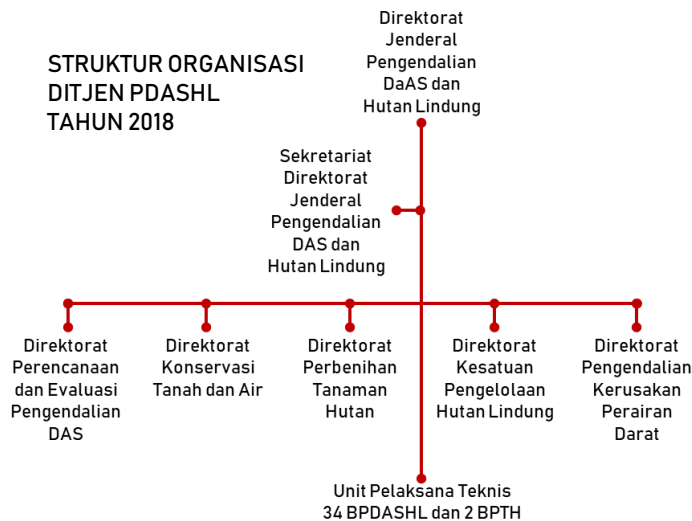 STRUKTUR ORGANISASI
DITJEN PDASHL
TAHUN 2018
Direktorat
Jenderal
Pengendalian
DaAS dan
Hutan Lindung
Sekretariat
Direktorat
Jenderal
Pengendalian
DAS dan
Hutan Lindung
Direktorat
Perencanaan
dan Evaluasi
Pengendalian
DAS
Direktorat
Konservasi
Tanah dan Air
Direktorat
Perbenihan
Tanaman
Hutan
Direktorat
Kesatuan
Pengelolaan
Hutan Lindung
Direktorat
Pengendalian
Kerusakan
Perairan
Darat
Unit Pelaksana Teknis
34 BPDASHL dan 2 BPTH